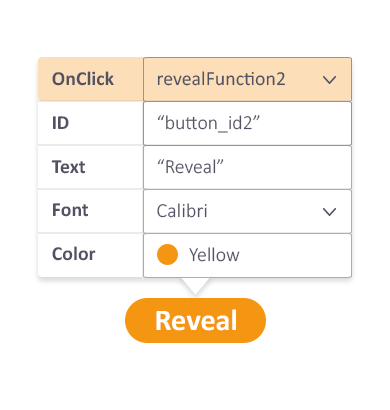 OnClick revealFunction2
ID “button_id2”
Text “Reveal”
Font Calibri
Color Yellow
Reveal